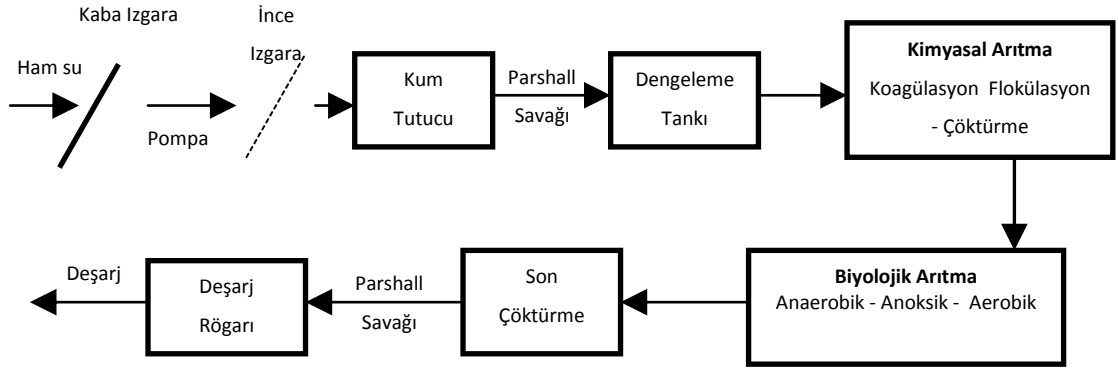 Kaba Izgara
İnce
Izgara
Ham su
Pompa
Kum
Tutucu
Parshall
Savağı
Dengeleme
Tankı
Kimyasal Arıtma
Koagülasyon Flokülasyon
- Çöktürme
Deşarj
Deşarj
Rögarı
Parshall
Savağı
Son
Çöktürme
Biyolojik Arıtma
Anaerobik - Anoksik - Aerobik